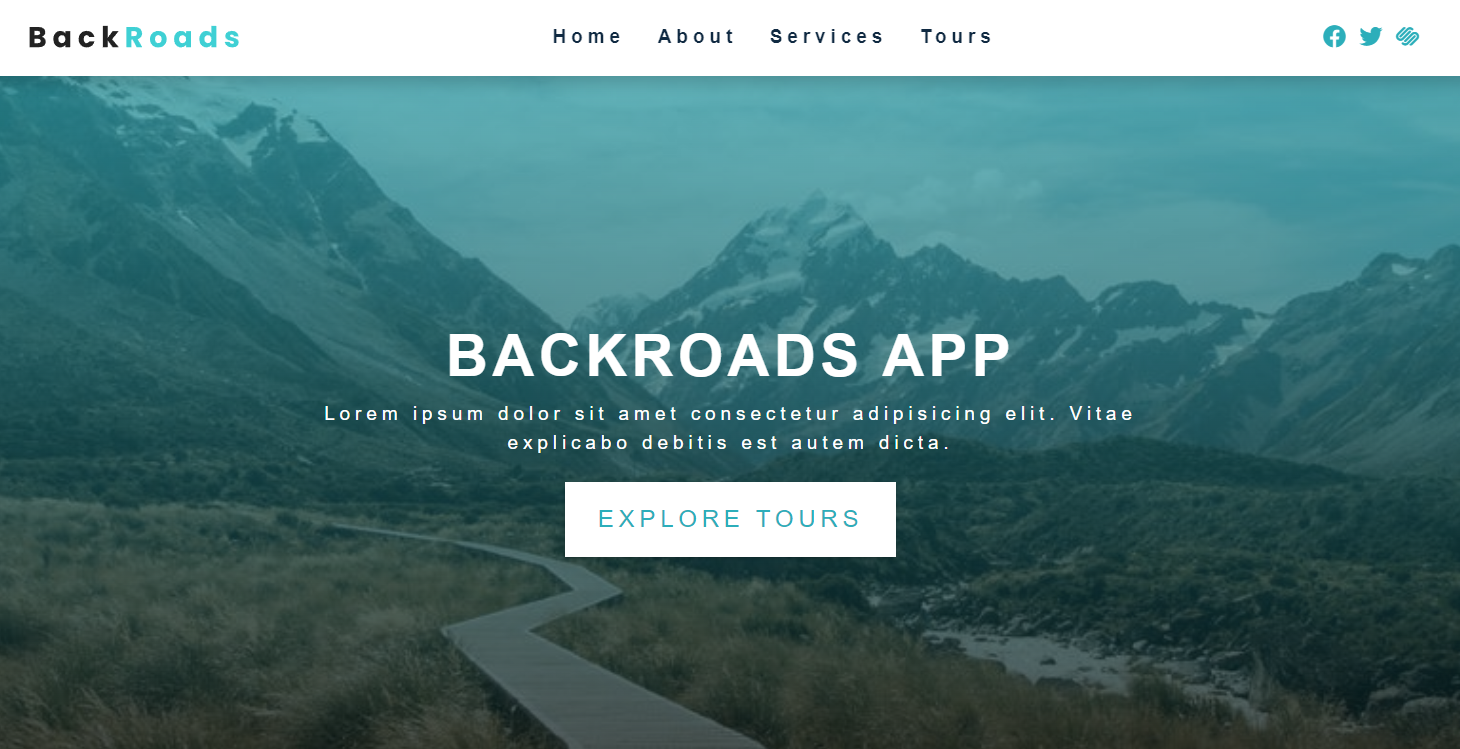 BackRoads
Home About Services Tours
BACKROADS APP
Lorem ipsum dolor sit amet consectetur adipisicing elit. Vitae
explicabo debitis est autem dicta.
EXPLORE TOURS